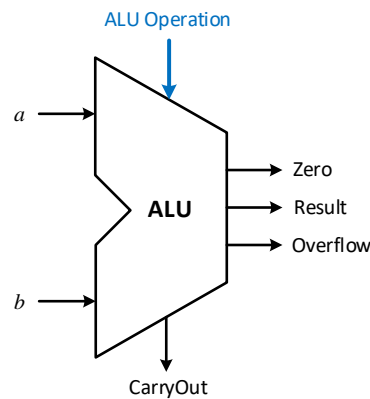 ALU Operation
a
Zero
ALU
Result
Overflow
b
CarryOut